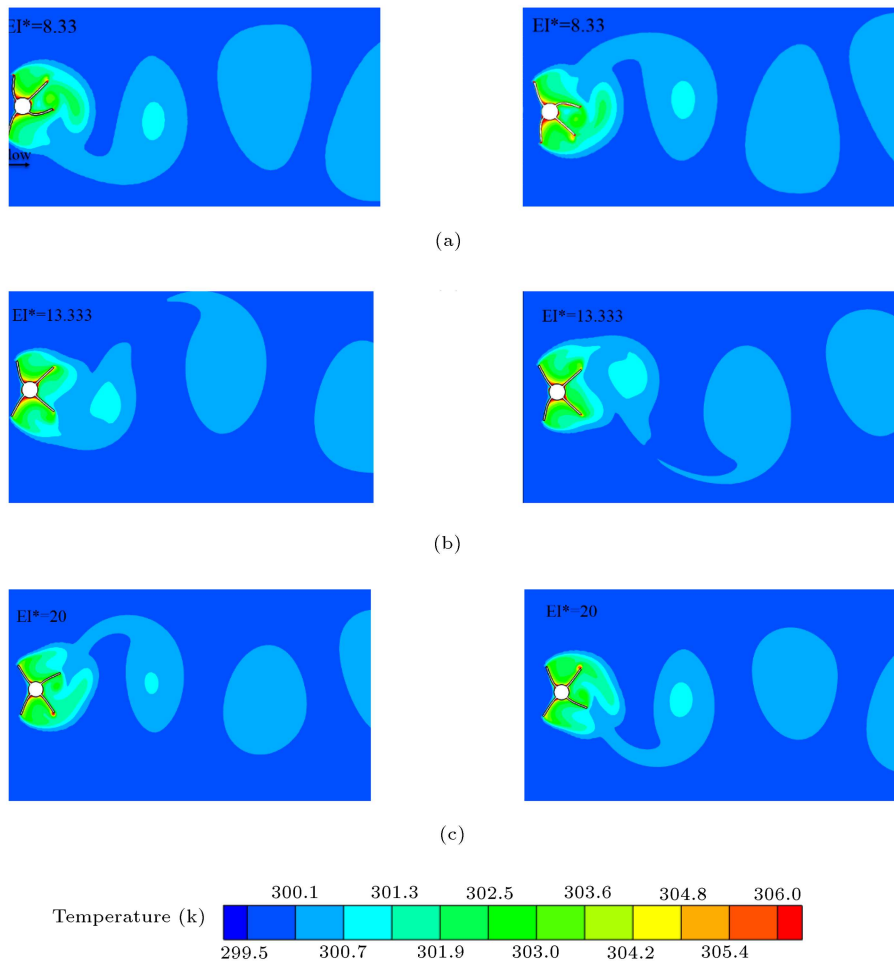 EI*=8.33
EI*=8.33
(a)
EI*=13.333
EI*=13.333
(b)
EI*=20
EI*=20
(c)
300.1 301.3 302.5 303.6 304.8 306.0
Temperature (k)
299.5 300.7 301.9 303.0 304.2 305.4